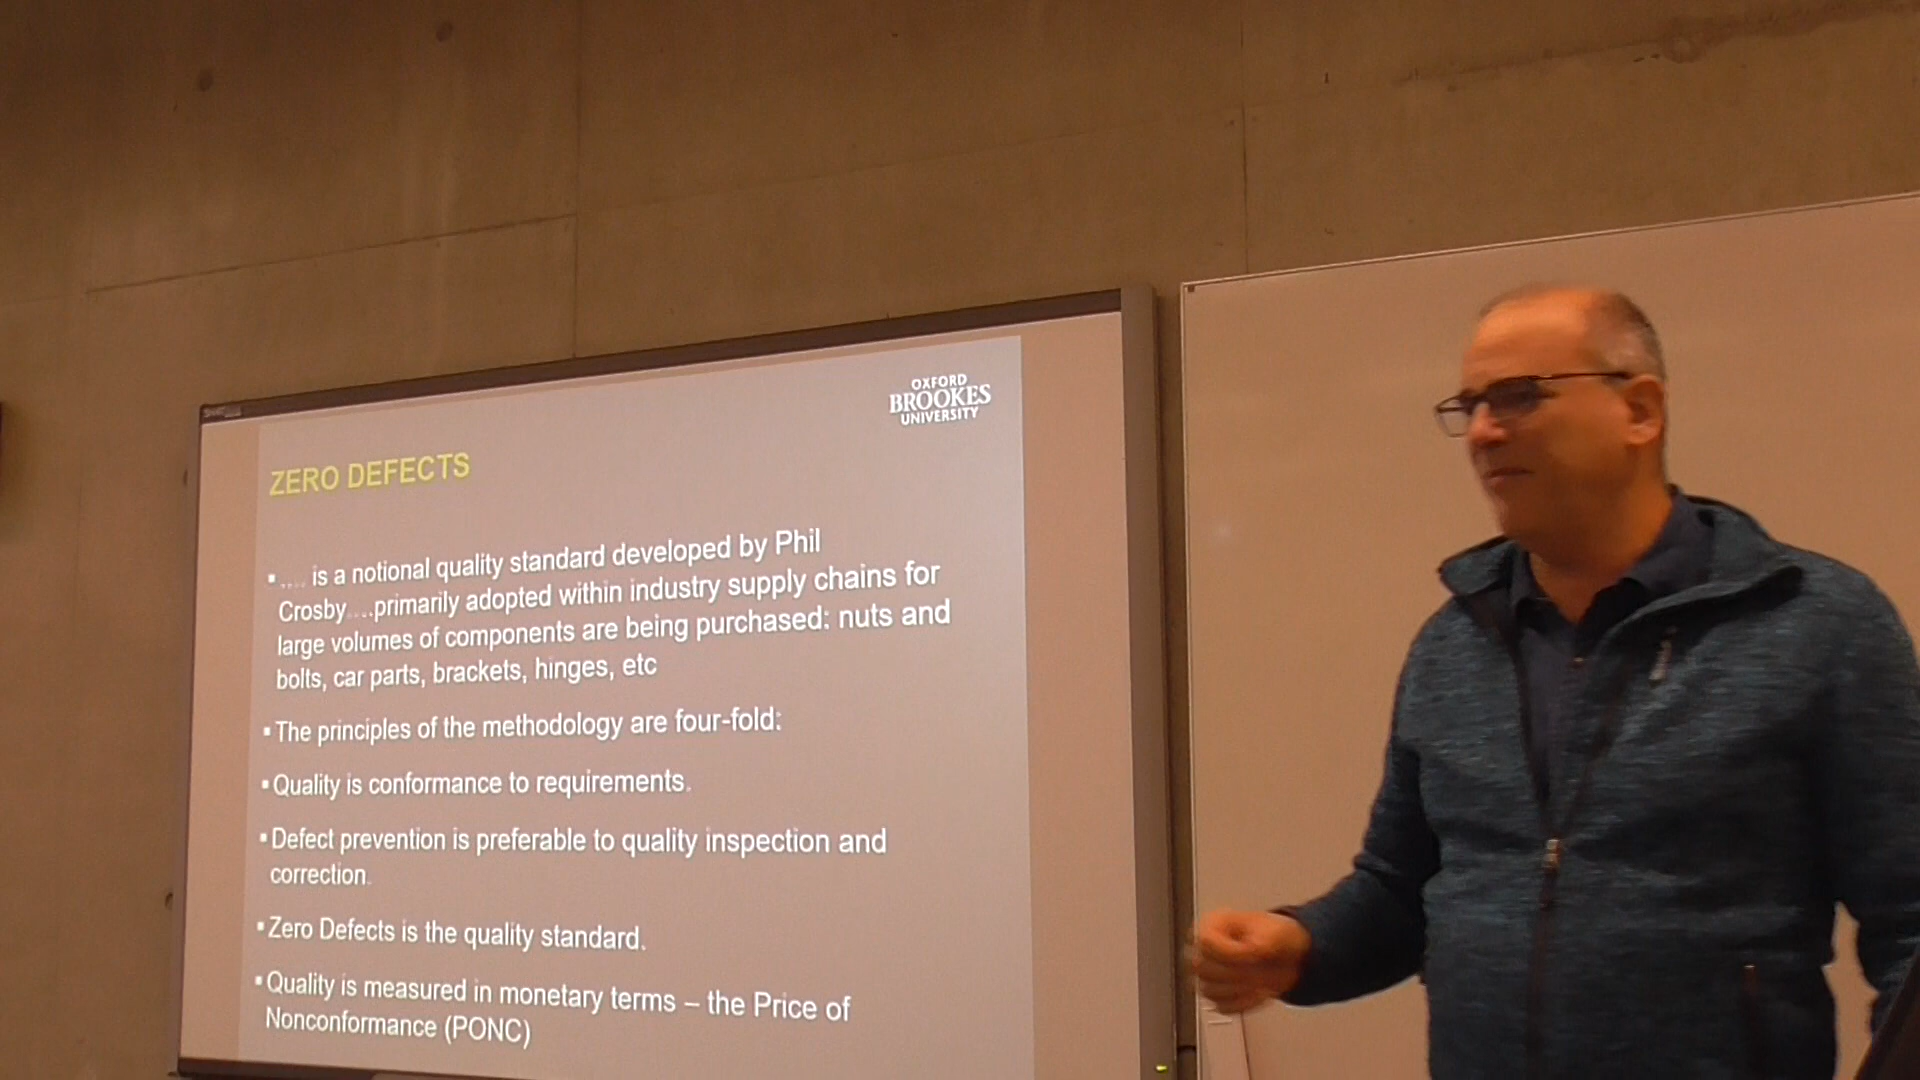 OXFORD
BROOKES
UNIVERSITY
ZERO DEFECTS
▪ .... is a notional quality standard developed by Phil
Crosby ....primarily adopted within industry supply chains for
large volumes of components are being purchased: nuts and
bolts, car parts, brackets, hinges, etc
▪ The principles of the methodology are four-fold:
▪ Quality is conformance to requirements.
▪ Defect prevention is preferable to quality inspection and
correction.
▪ Zero Defects is the quality standard.
▪ Quality is measured in monetary terms – the Price of
Nonconformance (PONC)